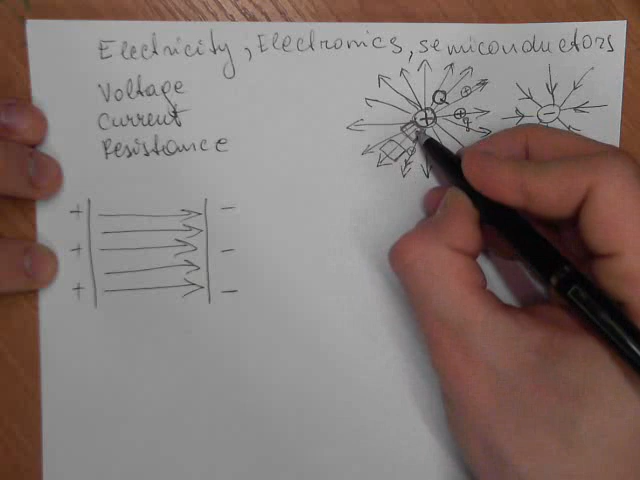 Electricity, Electronics, semiconductors
Voltage
Current
Resistance
+ −
+ −
+ −
+ −